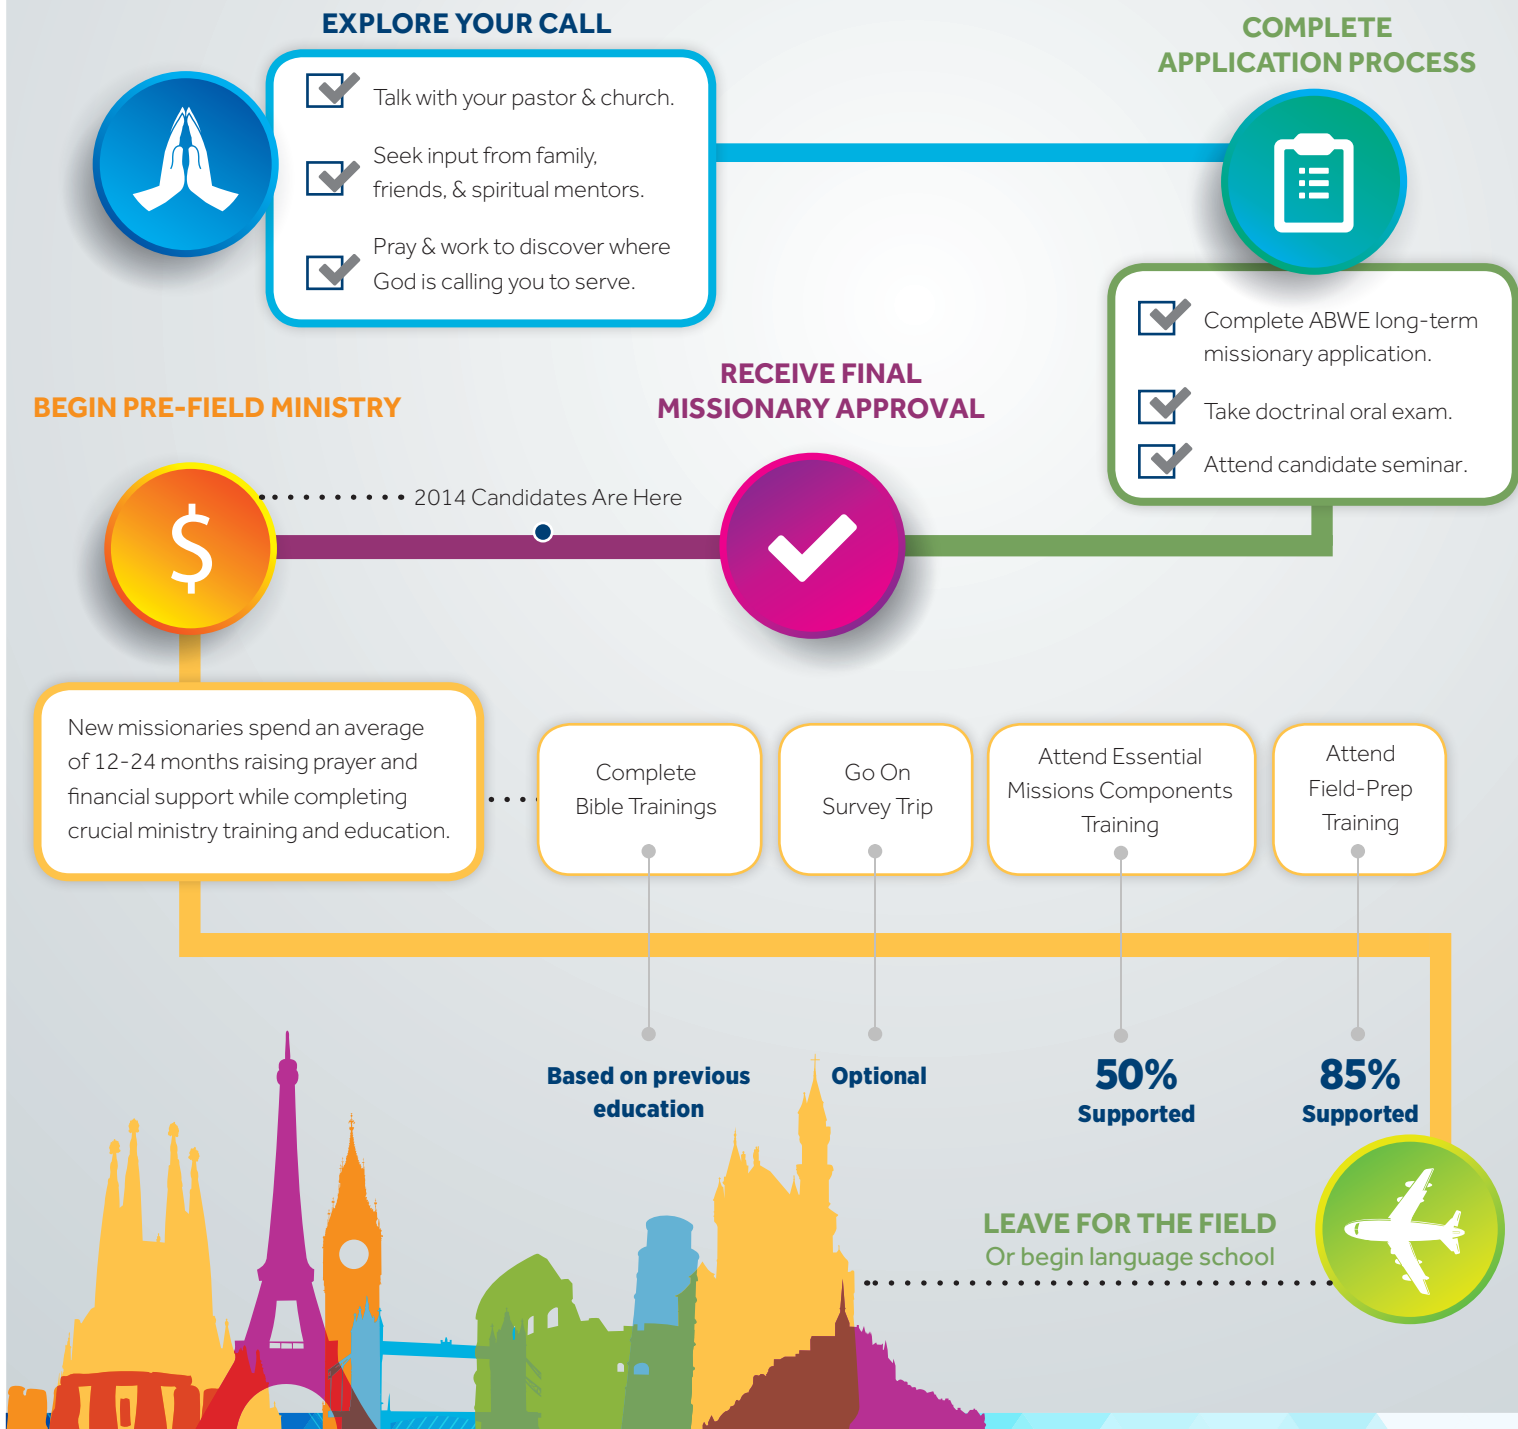 EXPLORE YOUR CALL
Talk with your pastor & church.
Seek input from family,
friends, & spiritual mentors.
Pray & work to discover where
God is calling you to serve.
COMPLETE
APPLICATION PROCESS
Complete ABWE long-term
missionary application.
Take doctrinal oral exam.
Attend candidate seminar.
RECEIVE FINAL
MISSIONARY APPROVAL
BEGIN PRE-FIELD MINISTRY
$
2014 Candidates Are Here
New missionaries spend an average
of 12-24 months raising prayer and
financial support while completing
crucial ministry training and education.
Complete
Bible Trainings
Go On
Survey Trip
Attend Essential
Missions Components
Training
Attend
Field-Prep
Training
Based on previous
education
Optional
50%
Supported
85%
Supported
LEAVE FOR THE FIELD
Or begin language school